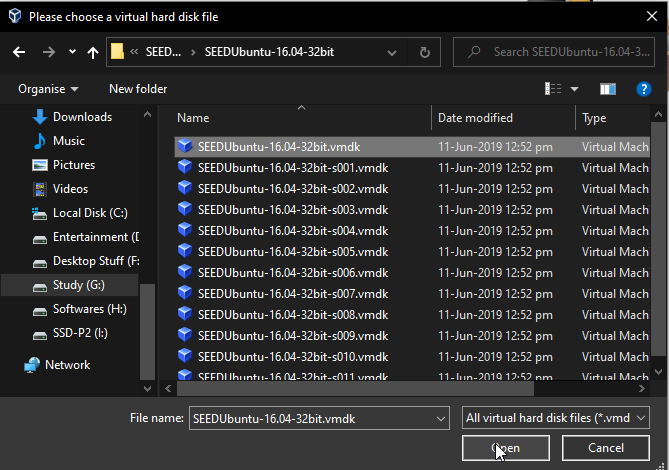 Please choose a virtual hard disk file
SEED... SEEDUbuntu-16.04-32bit
Search SEEDUbuntu-16.04-3...
Organise New folder
Name Date modified Type
Downloads
Music
Pictures
Videos
Local Disk (C:)
Entertainment (D
Desktop Stuff (F:
Study (G:)
Softwares (H:)
SSD-P2 (I:)
Network
SEEDUbuntu-16.04-32bit.vmdk 11-Jun-2019 12:52 pm Virtual Mach
SEEDUbuntu-16.04-32bit-s001.vmdk 11-Jun-2019 12:52 pm Virtual Mach
SEEDUbuntu-16.04-32bit-s002.vmdk 11-Jun-2019 12:52 pm Virtual Mach
SEEDUbuntu-16.04-32bit-s003.vmdk 11-Jun-2019 12:52 pm Virtual Mach
SEEDUbuntu-16.04-32bit-s004.vmdk 11-Jun-2019 12:52 pm Virtual Mach
SEEDUbuntu-16.04-32bit-s005.vmdk 11-Jun-2019 12:52 pm Virtual Mach
SEEDUbuntu-16.04-32bit-s006.vmdk 11-Jun-2019 12:52 pm Virtual Mach
SEEDUbuntu-16.04-32bit-s007.vmdk 11-Jun-2019 12:52 pm Virtual Mach
SEEDUbuntu-16.04-32bit-s008.vmdk 11-Jun-2019 12:52 pm Virtual Mach
SEEDUbuntu-16.04-32bit-s009.vmdk 11-Jun-2019 12:52 pm Virtual Mach
SEEDUbuntu-16.04-32bit-s010.vmdk 11-Jun-2019 12:52 pm Virtual Mach
SEEDUbuntu-16.04-32bit-s011.vmdk 11-Jun-2019 12:52 pm Virtual Mach
File name: SEEDUbuntu-16.04-32bit.vmdk All virtual hard disk files (*.vmd
Open Cancel